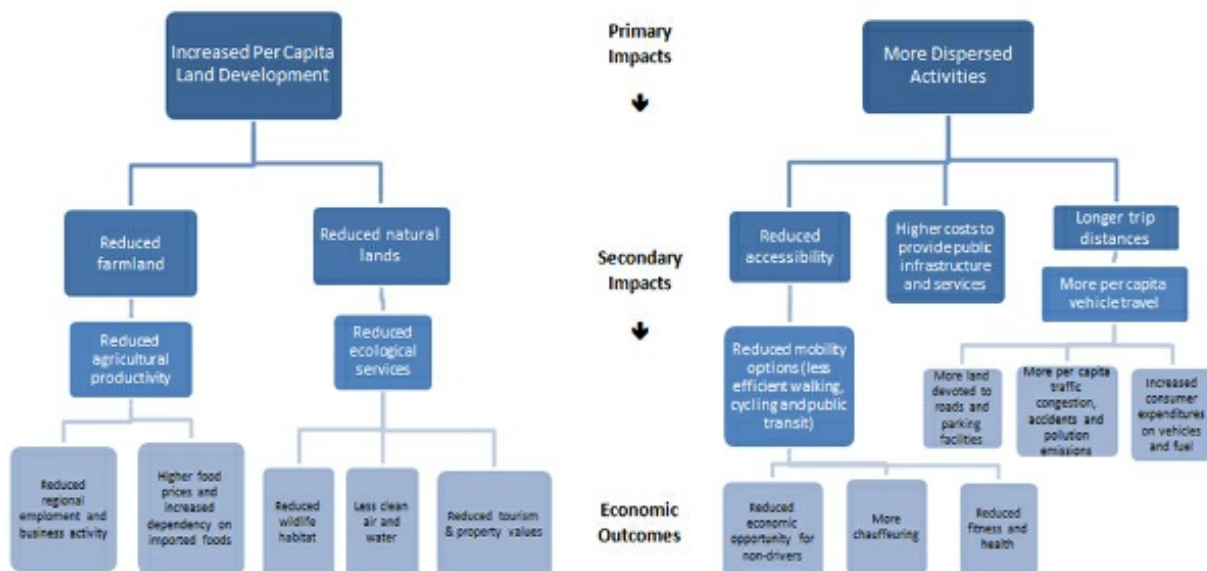 Increased Per Capita
Land Development
Primary
Impacts
More Dispersed
Activities
Reduced
farmland
Reduced natural
lands
Secondary
Impacts
Reduced
accessibility
Higher costs to
provide public
infrastructure
and services
Longer trip
distances
More per capita
vehicle travel
Reduced
agricultural
productivity
Reduced
ecological
services
Reduced mobility
options (less
efficient walking,
cycling and public
transit)
More land
devoted to
roads and
parking
facilities
More per capita
traffic
congestion,
accidents and
pollution
emissions
Increased
consumer
expenditures
on vehicles
and fuel
Reduced
regional
emploment and
business activity
Higher food
prices and
increased
dependency on
imported foods
Reduced
wildlife
habitat
Less clean
air and
water
Reduced tourism
& property values
Economic
Outcomes
Reduced
economic
opportunity for
non-drivers
More
chauffeuring
Reduced
fitness and
health